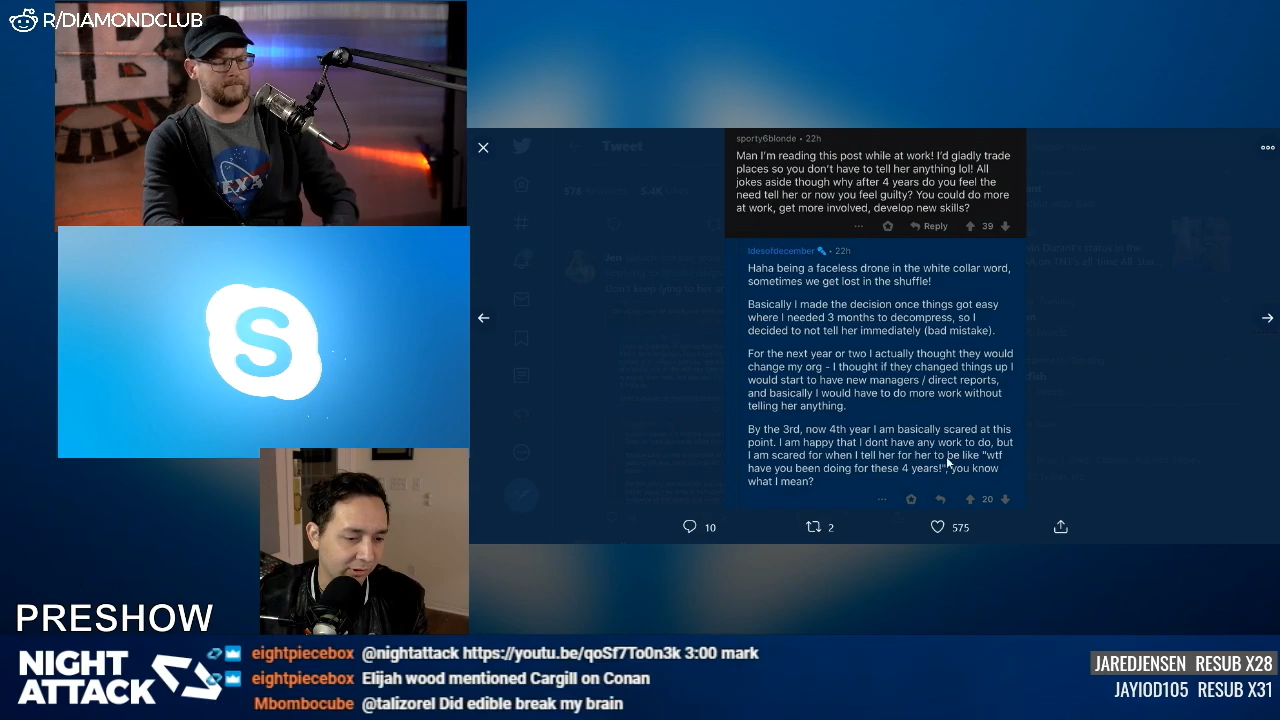 R/DIAMONDCLUB
TEXA
S
Tweet
sporty6blonde • 22h
Man I'm reading this post while at work! I'd gladly trade
places so you don't have to tell her anything lol! All
jokes aside though why after 4 years do you feel the
need tell her or now you feel guilty? You could do more
at work, get more involved, develop new skills?
Reply
39
Idesofdecember • 22h
Haha being a faceless drone in the white collar word,
sometimes we get lost in the shuffle!
Basically I made the decision once things got easy
where I needed 3 months to decompress, so I
decided to not tell her immediately (bad mistake).
For the next year or two I actually thought they would
change my org - I thought if they changed things up I
would start to have new managers / direct reports,
and basically I would have to do more work without
telling her anything.
By the 3rd, now 4th year I am basically scared at this
point. I am happy that I dont have any work to do, but
I am scared for when I tell her for her to be like "wtf
have you been doing for these 4 years!", you know
what I mean?
20
10
2
575
PRESHOW
NIGHT
ATTACK
eightpiecebox @nightattack https://youtu.be/qoSf7To0n3k 3:00 mark
eightpiecebox Elijah wood mentioned Cargill on Conan
Mbombocube @talizorel Did edible break my brain
JAREDJENSEN RESUB X28
JAYIOD105 RESUB X31